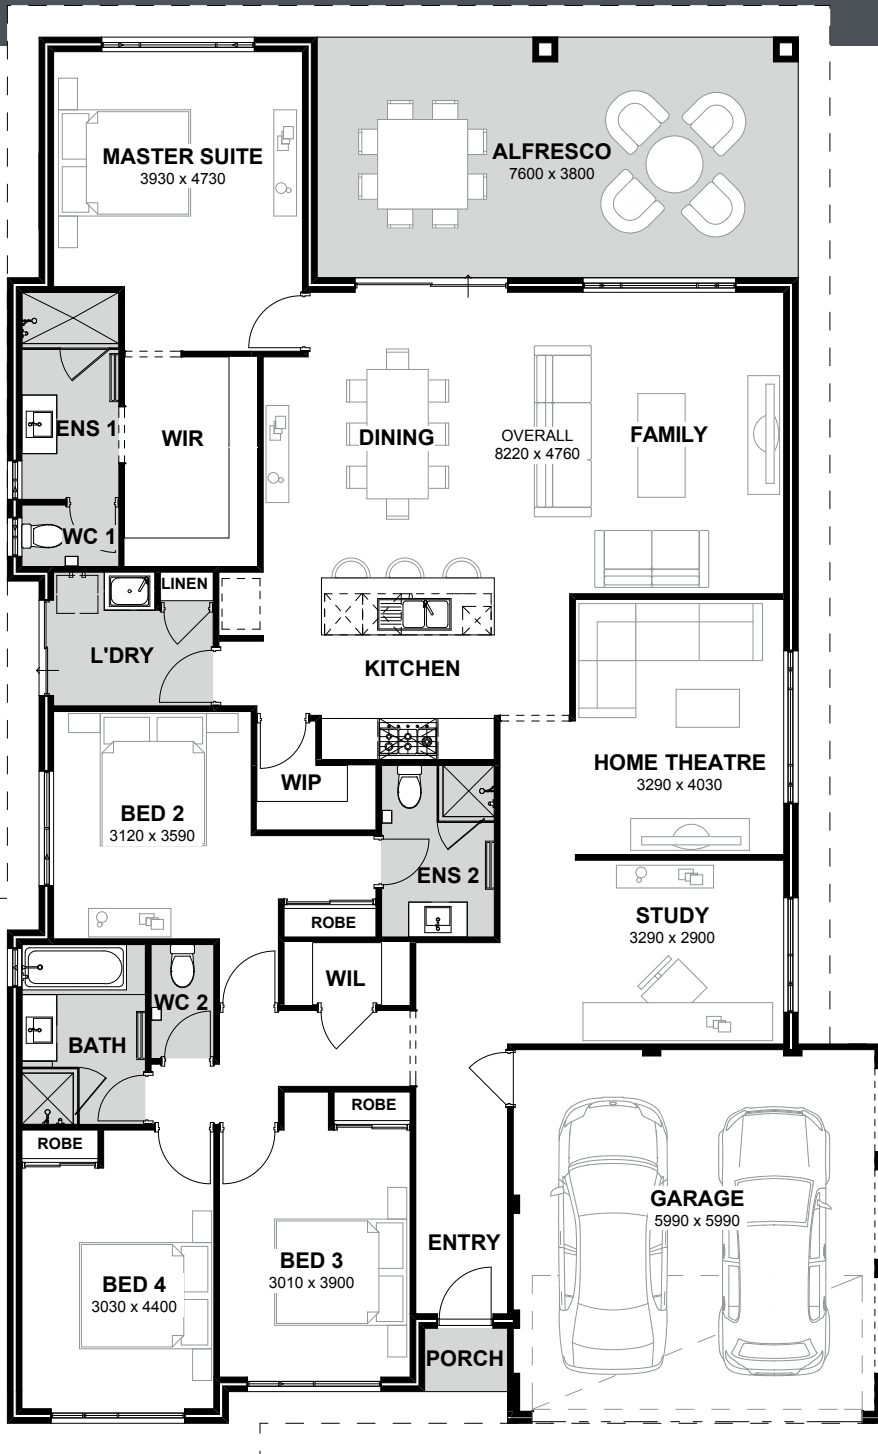 MASTER SUITE
3930 x 4730
ALFRESCO
7600 x 3800
ENS 1
WIR
DINING
OVERALL
8220 x 4760
FAMILY
WC 1
LINEN
L'DRY
KITCHEN
HOME THEATRE
3290 x 4030
WIP
BED 2
3120 x 3590
ENS 2
ROBE
STUDY
3290 x 2900
WIL
WC 2
BATH
ROBE
ROBE
GARAGE
5990 x 5990
ENTRY
BED 3
3010 x 3900
BED 4
3030 x 4400
PORCH